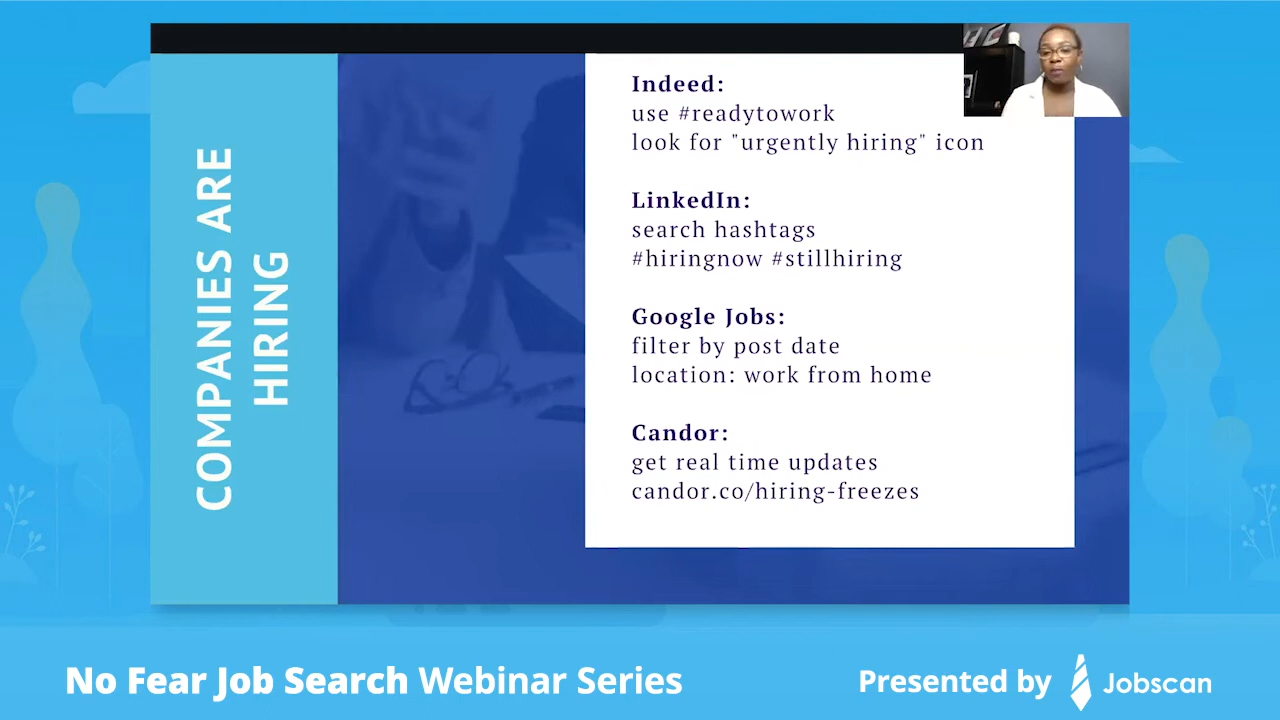 COMPANIES ARE
HIRING
Indeed:
use #readytowork
look for "urgently hiring" icon
LinkedIn:
search hashtags
#hiringnow #stillhiring
Google Jobs:
filter by post date
location: work from home
Candor:
get real time updates
candor.co/hiring-freezes
No Fear Job Search Webinar Series
Presented by Jobscan